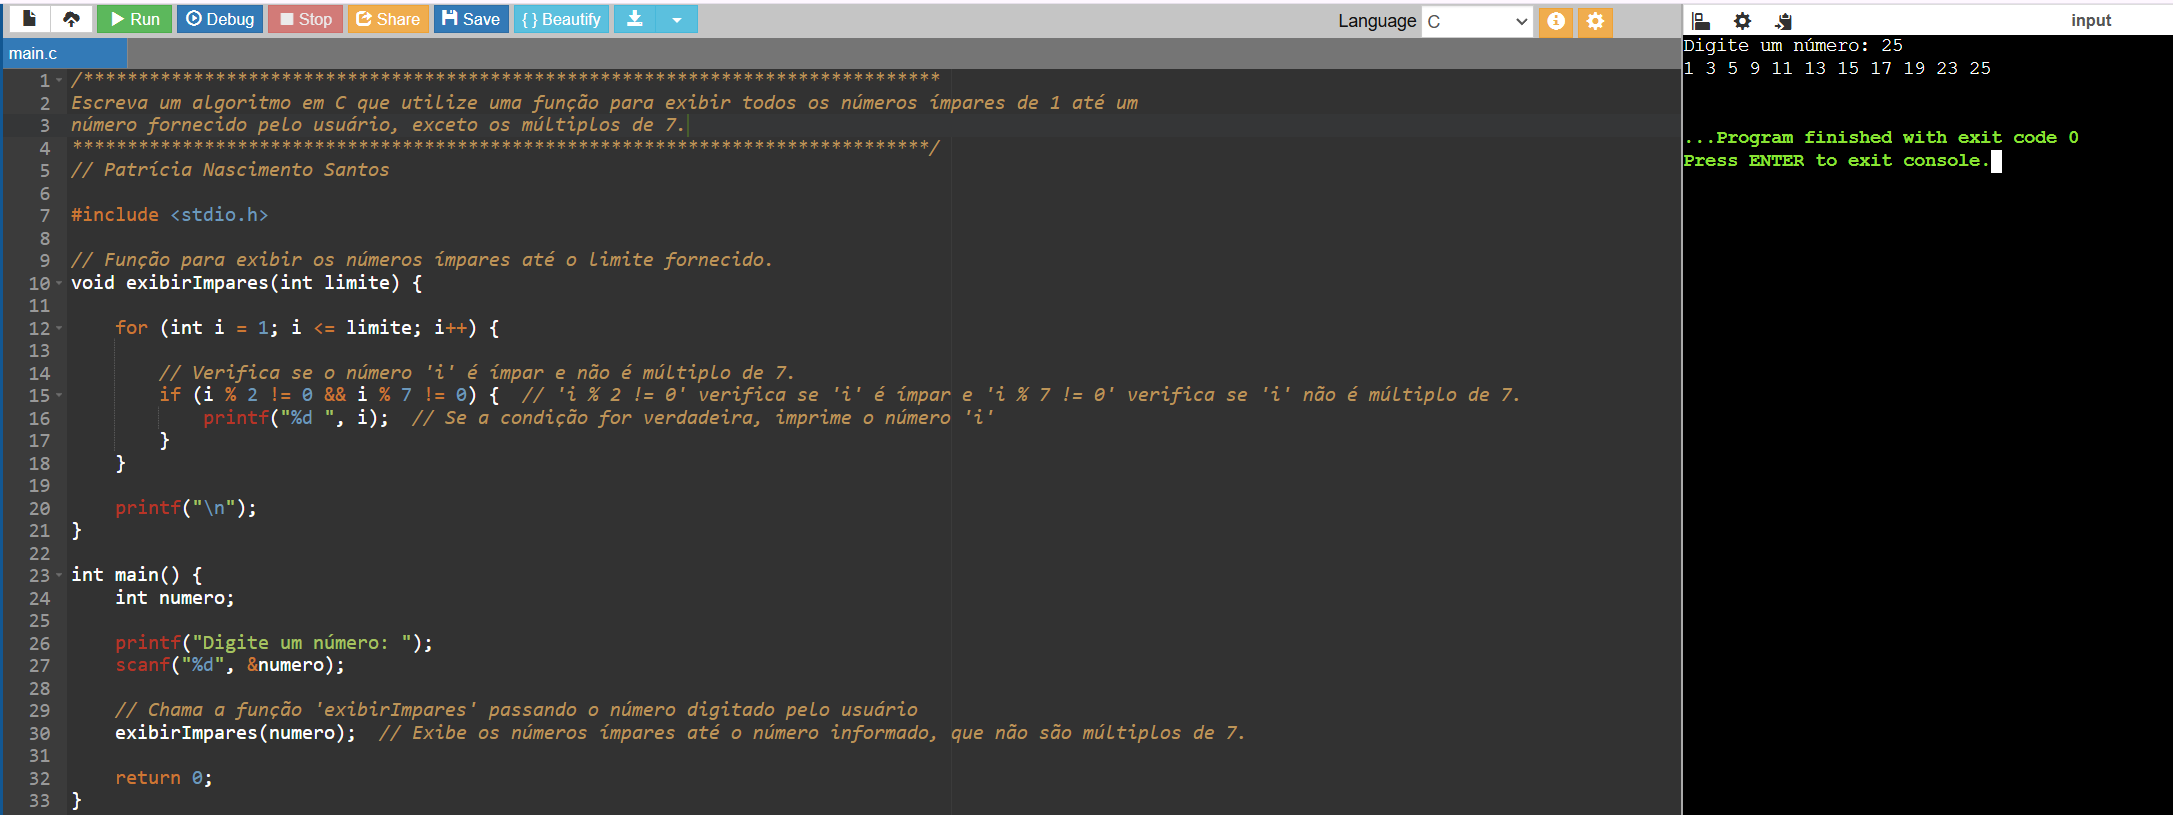 Run Debug Stop Share Save { } Beautify Language C input
main.c
1 /******************************************************************************
2 Escreva um algoritmo em C que utilize uma função para exibir todos os números ímpares de 1 até um
3 número fornecido pelo usuário, exceto os múltiplos de 7.
4 ******************************************************************************/
5 // Patrícia Nascimento Santos
6
7 #include <stdio.h>
8
9 // Função para exibir os números ímpares até o limite fornecido.
10 void exibirImpares(int limite) {
11
12     for (int i = 1; i <= limite; i++) {
13
14         // Verifica se o número 'i' é ímpar e não é múltiplo de 7.
15         if (i % 2 != 0 && i % 7 != 0) {  // 'i % 2 != 0' verifica se 'i' é ímpar e 'i % 7 != 0' verifica se 'i' não é múltiplo de 7.
16             printf("%d ", i);  // Se a condição for verdadeira, imprime o número 'i'
17         }
18     }
19
20     printf("\n");
21 }
22
23 int main() {
24     int numero;
25
26     printf("Digite um número: ");
27     scanf("%d", &numero);
28
29     // Chama a função 'exibirImpares' passando o número digitado pelo usuário
30     exibirImpares(numero);  // Exibe os números ímpares até o número informado, que não são múltiplos de 7.
31
32     return 0;
33 }
Digite um número: 25
1 3 5 9 11 13 15 17 19 23 25
...Program finished with exit code 0
Press ENTER to exit console.